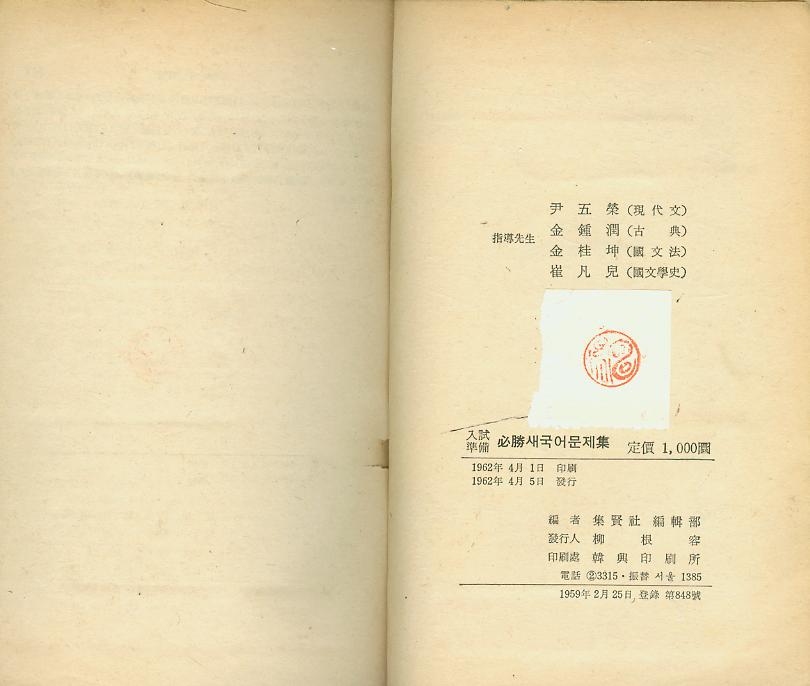 尹五榮(現代文)
指導先生 金鍾潤(古典)
金桂坤(國文法)
崔凡兒(國文學史)
入試準備 必勝새국어문제集 定價 1,000圜
1962年 4月 1日 印刷
1962年 4月 5日 發行
編者 集賢社 編輯部
發行人 柳根容
印刷處 韓興印刷所
電話 ②3315·振替 서울 1385
1959年 2月 25日 登錄 第848號